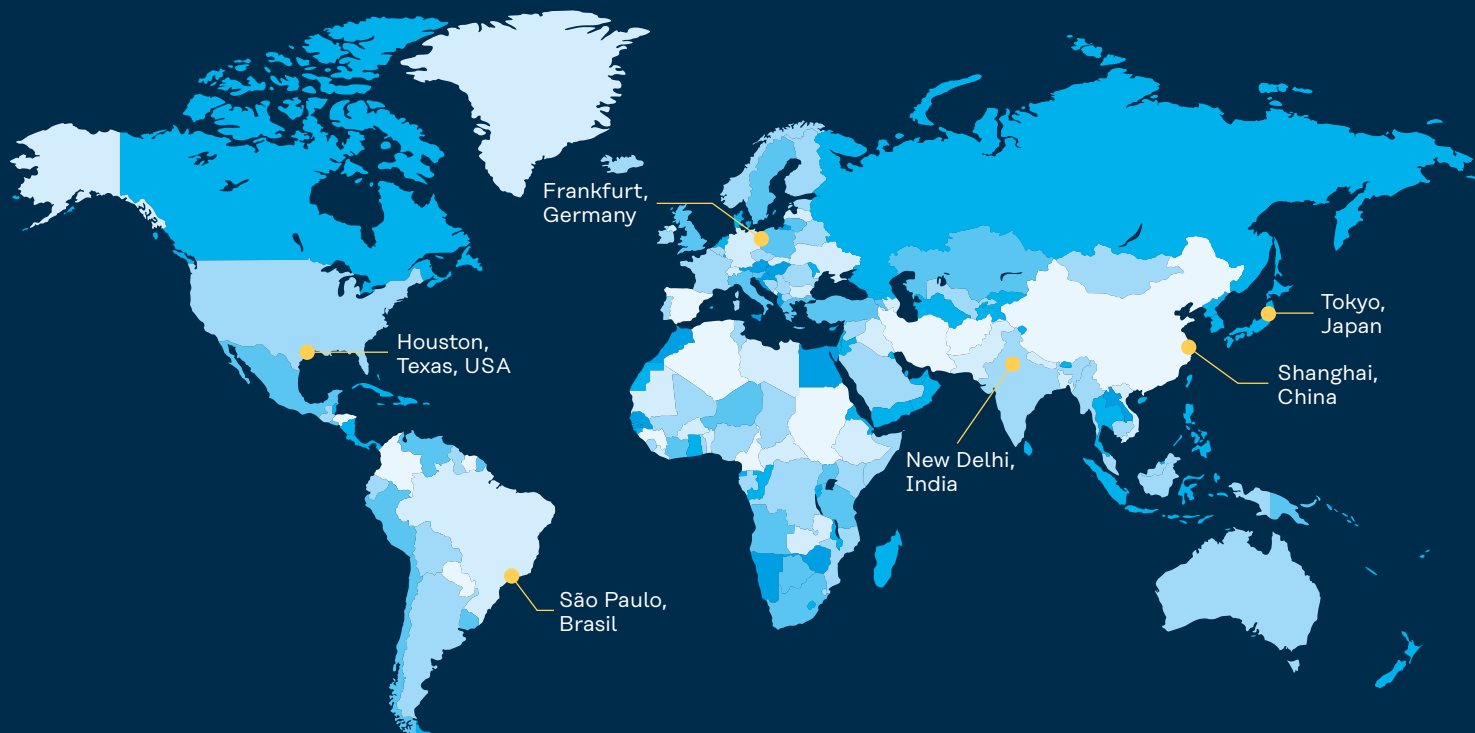 Frankfurt,
Germany
Tokyo,
Japan
Houston,
Texas, USA
Shanghai,
China
New Delhi,
India
São Paulo,
Brasil